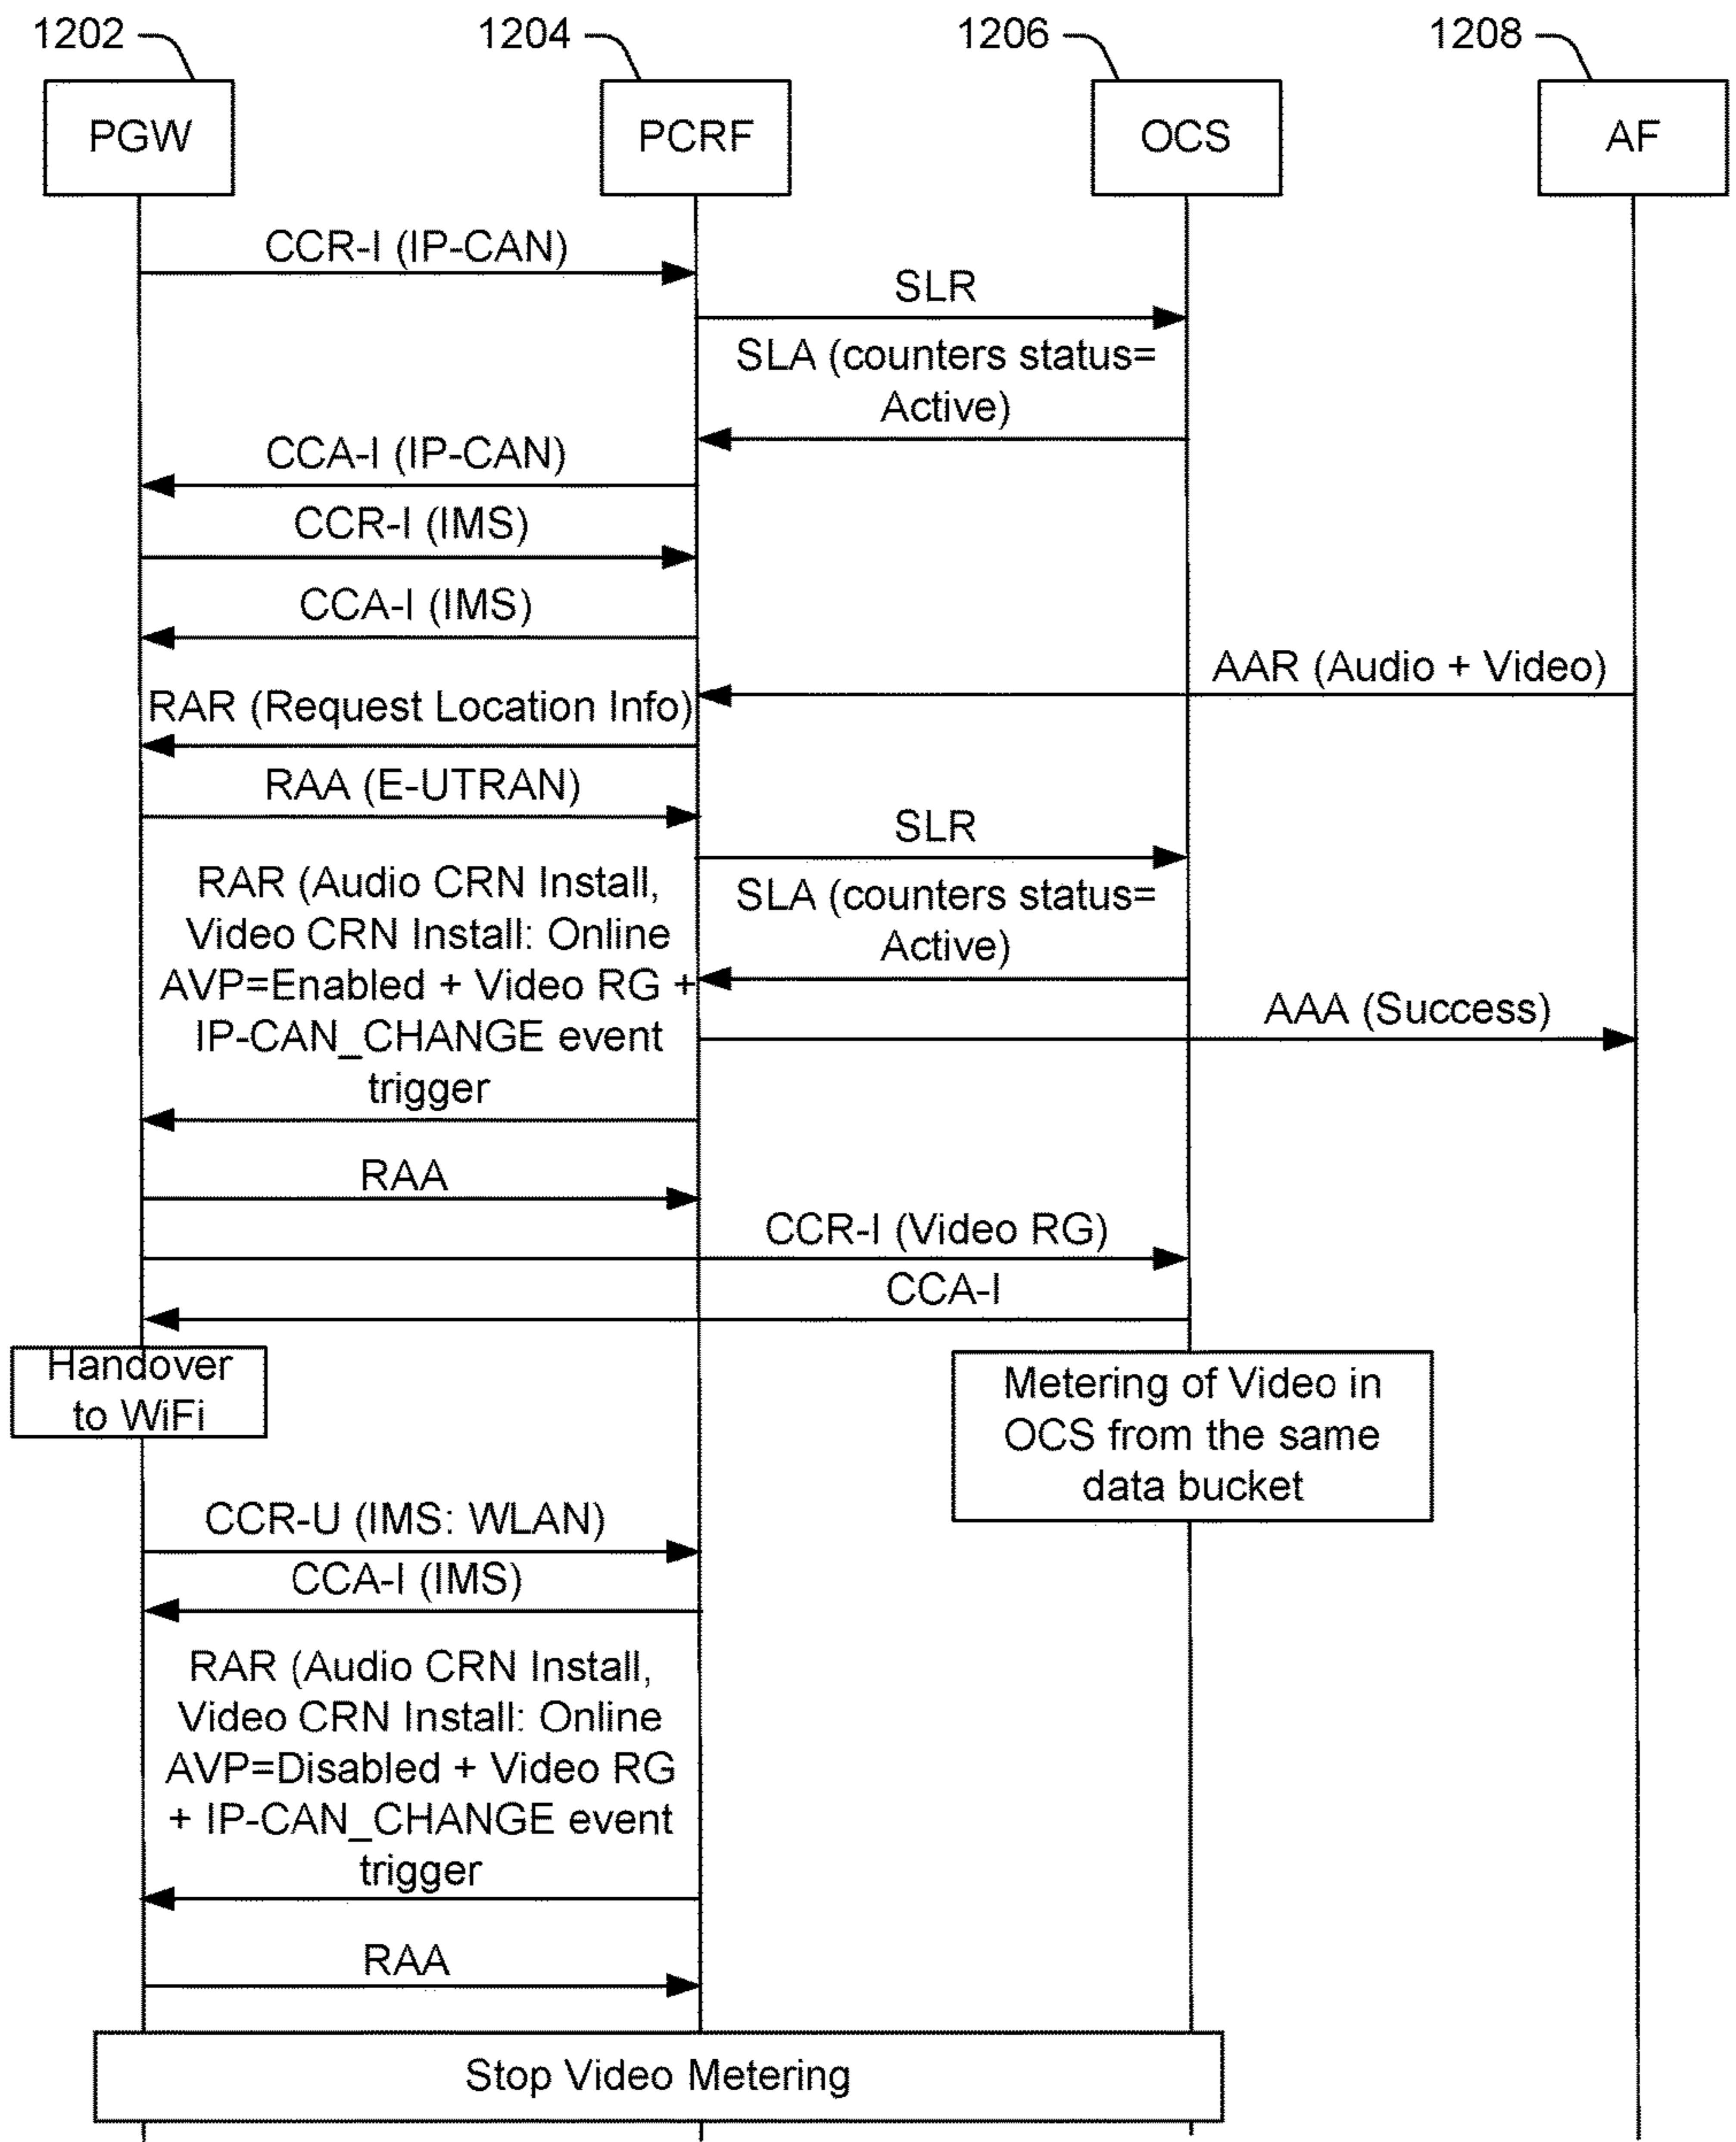 1202
1204
1206
1208
PGW
PCRF
OCS
AF
CCR-I (IP-CAN)
SLR
SLA (counters status=
Active)
CCA-I (IP-CAN)
CCR-I (IMS)
CCA-I (IMS)
AAR (Audio + Video)
RAR (Request Location Info)
RAA (E-UTRAN)
SLR
RAR (Audio CRN Install,
Video CRN Install: Online
AVP=Enabled + Video RG +
IP-CAN_CHANGE event
trigger
SLA (counters status=
Active)
AAA (Success)
RAA
CCR-I (Video RG)
CCA-I
Handover
to WiFi
Metering of Video in
OCS from the same
data bucket
CCR-U (IMS: WLAN)
CCA-I (IMS)
RAR (Audio CRN Install,
Video CRN Install: Online
AVP=Disabled + Video RG
+ IP-CAN_CHANGE event
trigger
RAA
Stop Video Metering